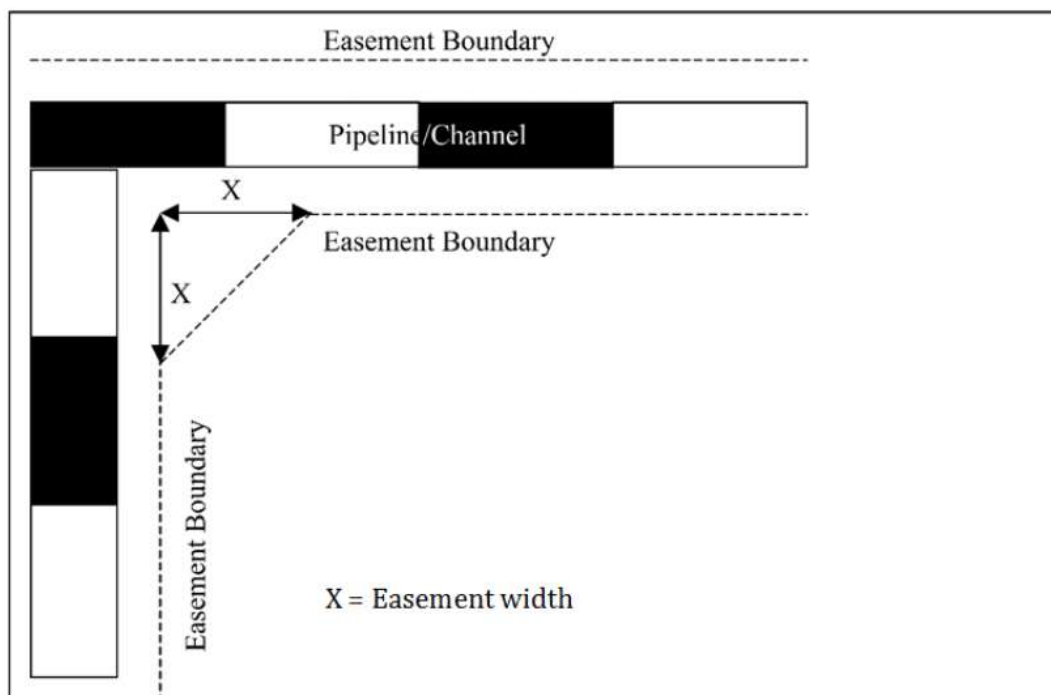 Easement Boundary
Pipeline/Channel
X
Easement Boundary
X
Easement Boundary
X = Easement width